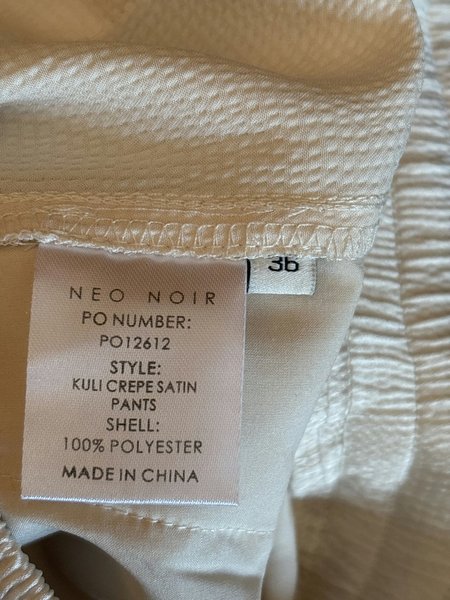 36
NEO NOIR
PO NUMBER:
PO12612
STYLE:
KULI CREPE SATIN
PANTS
SHELL:
100% POLYESTER
MADE IN CHINA